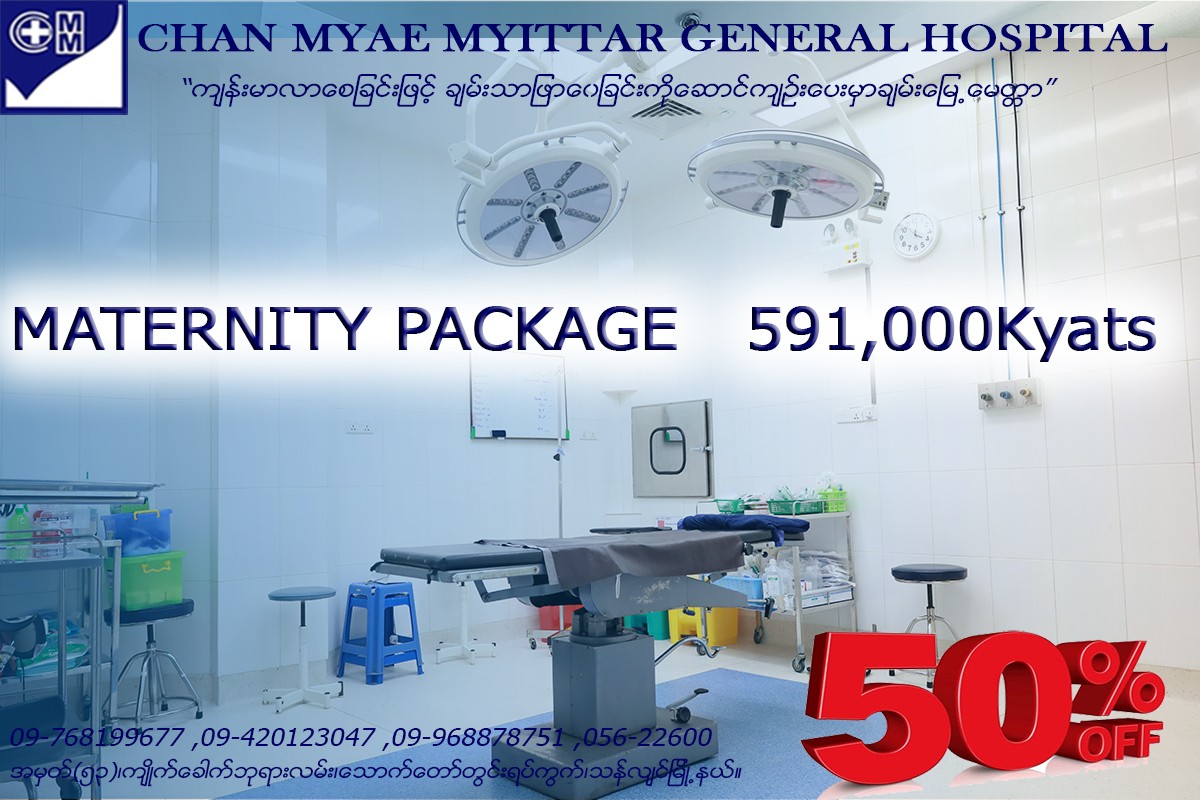 MM
CHAN MYAE MYITTAR GENERAL HOSPITAL
“ကျန်းမာလာစေခြင်းဖြင့် ချမ်းသာဖြာဝေခြင်းကိုဆောင်ကျဉ်းပေးမှာချမ်းမြေ့မေတ္တာ”
MATERNITY PACKAGE 591,000Kyats
50% OFF
09-768199677 ,09-420123047 ,09-968878751 ,056-22600
အမှတ်(၅၃)၊ကျိုက်ခေါက်ဘုရားလမ်း၊သောက်တော်တွင်းရပ်ကွက်၊သန်လျင်မြို့နယ်။